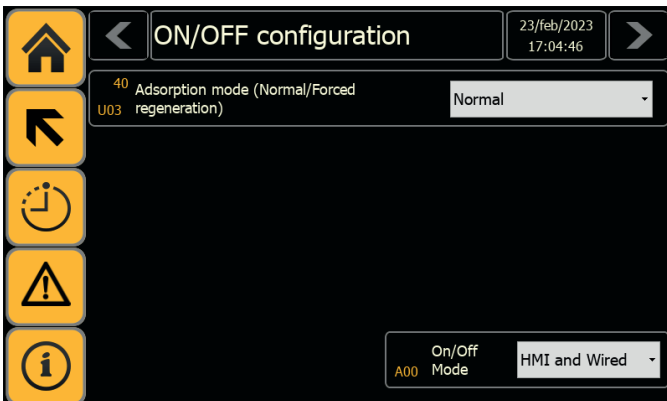 ON/OFF configuration
23/feb/2023
17:04:46
40
U03
Adsorption mode (Normal/Forced
regeneration)
Normal
A00
On/Off
Mode
HMI and Wired